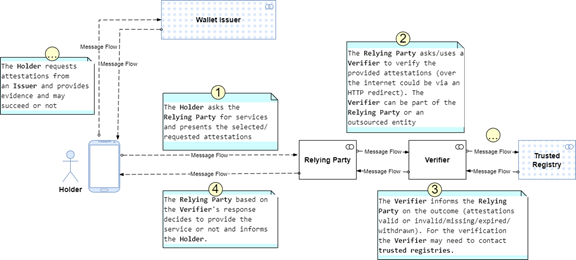 Wallet Issuer
Message Flow
Message Flow
...
The Holder requests
attestations from
an Issuer and provides
evidence and may
succeed or not
1
The Holder asks the
Relying Party for services
and presents the selected/
requested attestations
2
The Relying Party asks/uses a
Verifier to verify the
provided attestations (over
the internet could be via an
HTTP redirect). The
Verifier can be part of the
Relying Party or an
outsourced entity
...
Holder
Message Flow
Message Flow
Relying Party
Message Flow
Message Flow
Verifier
Message Flow
Message Flow
Trusted
Registry
4
The Relying Party based on
the Verifier's response
decides to provide the
service or not and informs
the Holder.
3
The Verifier informs the Relying
Party on the outcome (attestations
valid or invalid/missing/expired/
withdrawn). For the verification
the Verifier may need to contact
trusted registries.